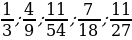 1/3 ; 4/9 ; 11/54 ; 7/18 ; 11/27